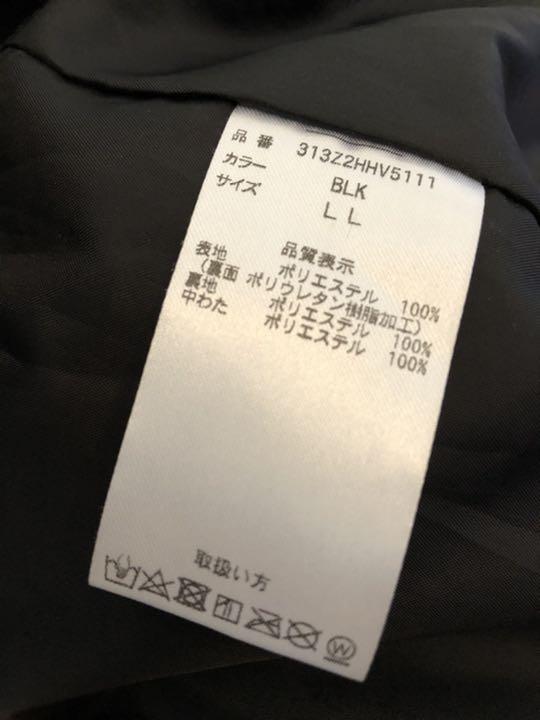 品番 313Z2HHV5111
カラー BLK
サイズ LL
品質表示
表地 ポリエステル 100%
(裏面 ポリウレタン樹脂加工)
裏地 ポリエステル 100%
中わた ポリエステル 100%
取扱い方
W